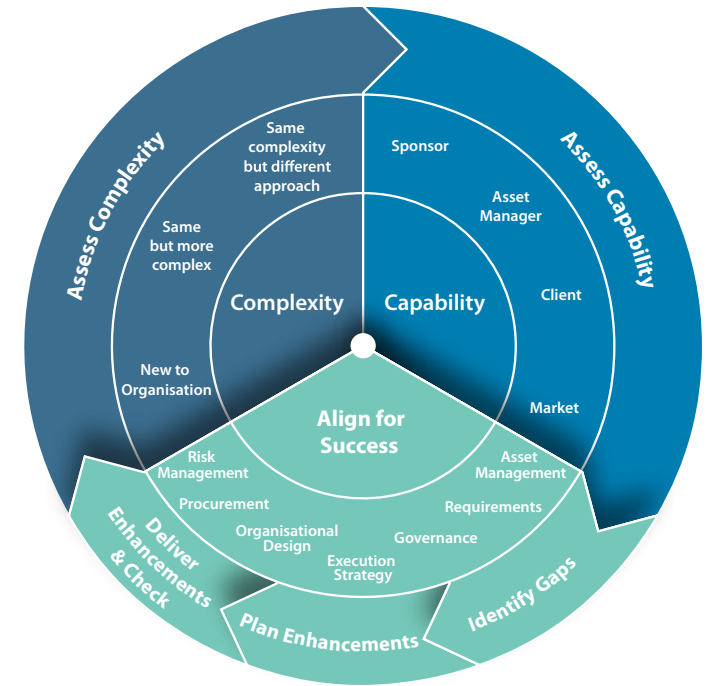 Assess Complexity
Same
complexity
but different
approach
Same
but more
complex
New to
Organisation
Complexity
Assess Capability
Sponsor
Asset
Manager
Client
Market
Capability
Align for
Success
Asset
Management
Requirements
Governance
Execution
Strategy
Organisational
Design
Procurement
Risk
Management
Identify Gaps
Plan Enhancements
Deliver
Enhancements
& Check